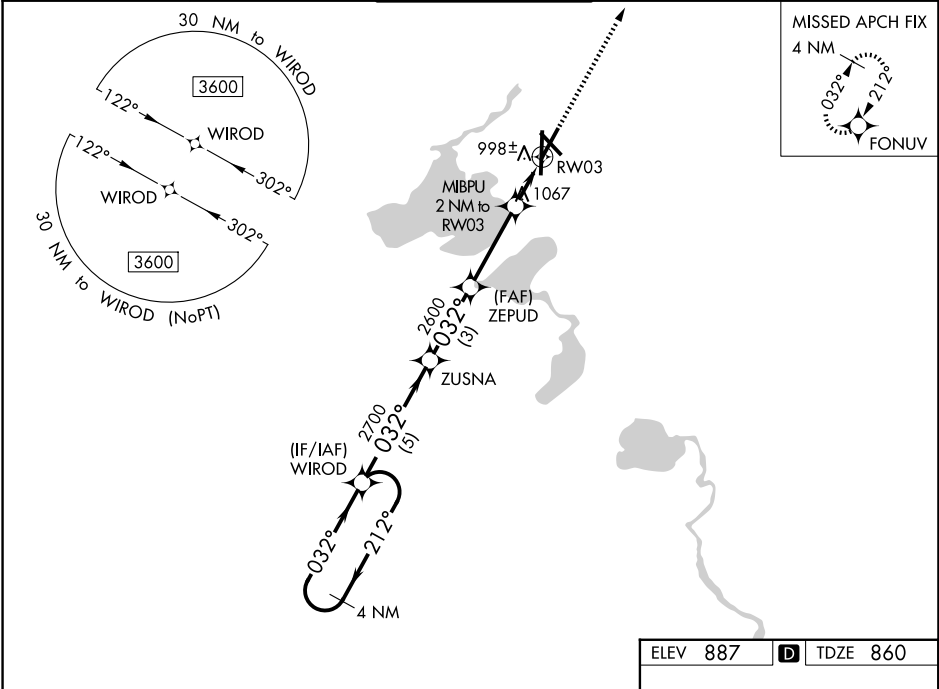 30 NM to WIROD
3600
122°
WIROD
302°
122°
WIROD
302°
3600
30 NM to WIROD (NoPT)
MISSED APCH FIX
4 NM
032°
212°
FONUV
998±
RW03
1067
MIBPU
2 NM to
RW03
(FAF)
ZEPUD
2600
032°
(3)
ZUSNA
2700
032°
(5)
(IF/IAF)
WIROD
032°
212°
4 NM
ELEV 887 D TDZE 860